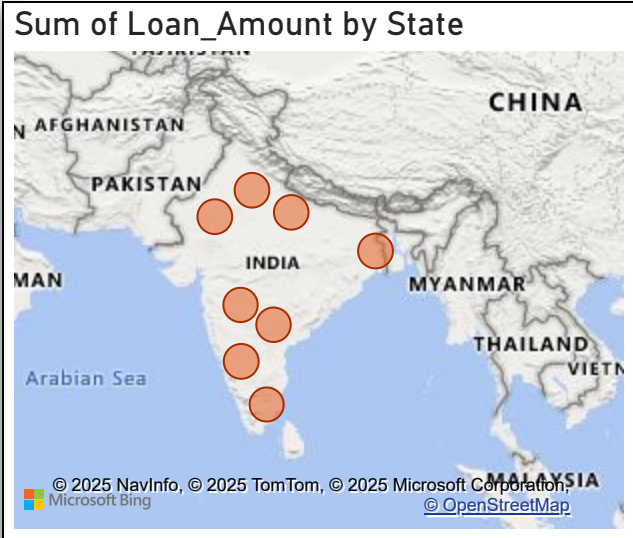 Sum of Loan_Amount by State
CHINA
N AFGHANISTAN
PAKISTAN
INDIA
MAN
MYANMAR
THAILAND
VIETN
Arabian Sea
MALAYSIA
© 2025 NavInfo, © 2025 TomTom, © 2025 Microsoft Corporation,
Microsoft Bing
© OpenStreetMap